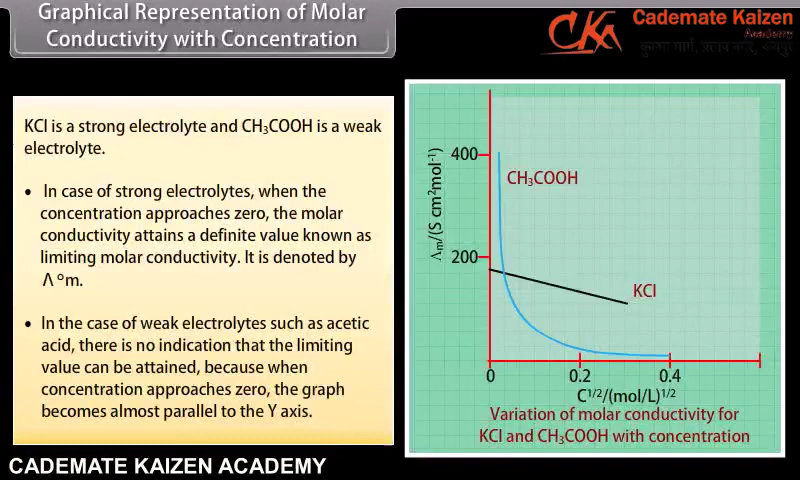 Graphical Representation of Molar
Conductivity with Concentration
CKA
Cademate Kaizen
Academy
KCl is a strong electrolyte and CH₃COOH is a weak
electrolyte.
• In case of strong electrolytes, when the
concentration approaches zero, the molar
conductivity attains a definite value known as
limiting molar conductivity. It is denoted by
Λ°m.
• In the case of weak electrolytes such as acetic
acid, there is no indication that the limiting
value can be attained, because when
concentration approaches zero, the graph
becomes almost parallel to the Y axis.
Λm/(S cm²mol⁻¹)
400
CH₃COOH
200
KCl
0 0.2 0.4
C¹/²/(mol/L)¹/²
Variation of molar conductivity for
KCl and CH₃COOH with concentration
CADEMATE KAIZEN ACADEMY